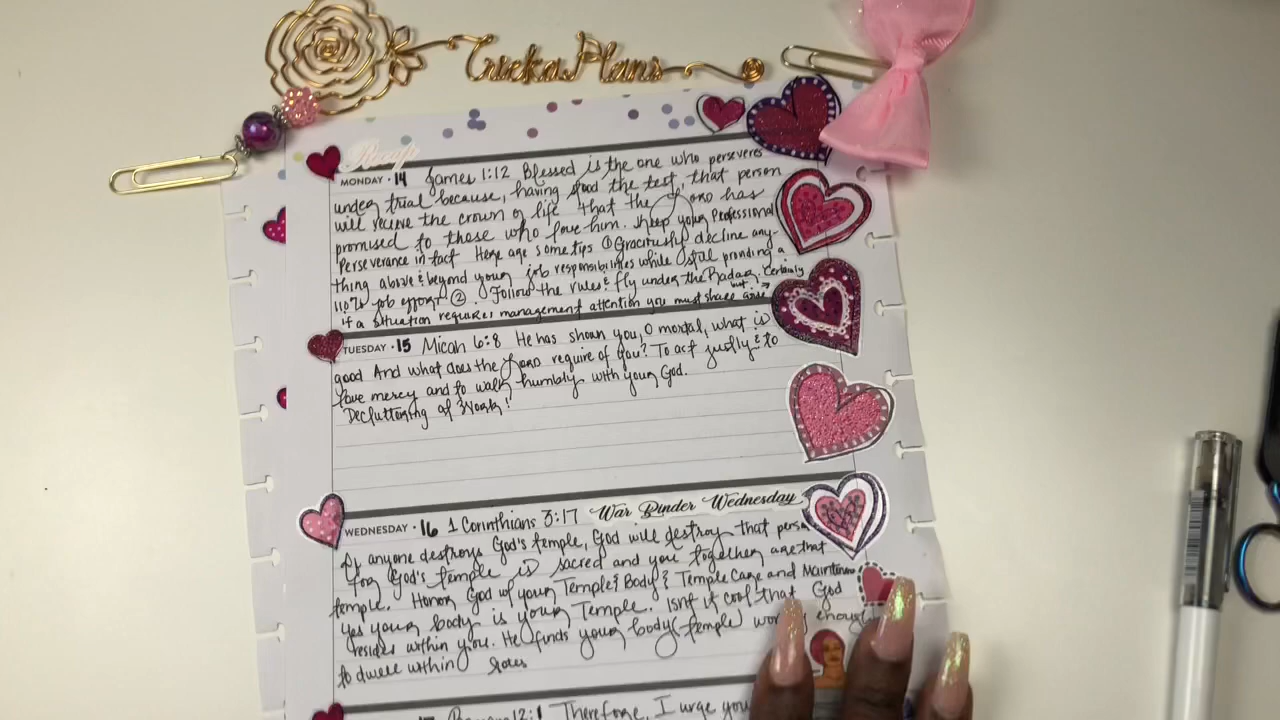 TrickaPlans
Recap
MONDAY · 14 James 1:12 Blessed is the one who perseveres
under trial because, having stood the test, that person
will recieve the crown of life that the Lord has
promised to those who love him. Keep your Professional
Perseverance in tact Here are some tips ① Graciously decline any-
thing above & beyond your job responsibilities while still providing a
110% job effort ② . Follow the rules & fly under the Radar. Certainly
but
if a situation requires management attention you must share
TUESDAY · 15 Micah 6:8 He has shown you, O mortal, what is
good And what does the Lord require of you? To act justly & to
love mercy and to walk humbly with your God.
Decluttering at Work!
WEDNESDAY · 16 1 Corinthians 3:17 War Binder Wednesday
If anyone destroys God's temple, God will destroy that person
for God's temple is sacred and you together are that
temple. Honor God w/ your Temple & Body & Temple Care and
yes your body is your Temple. Isnt it cool that God
resides within you. He finds your body (temple) worthy enough
to dwell within
12:1 Therefore, I urge you